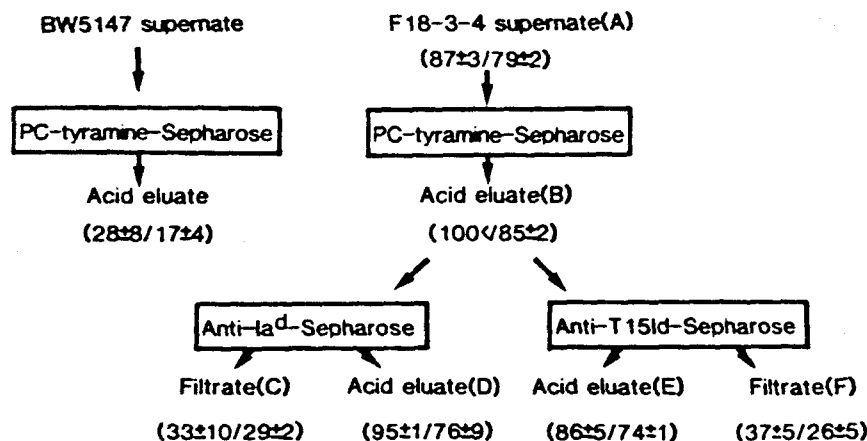 BW5147 supernate
F18-3-4 supernate(A)
(87±3/79±2)
PC-tyramine-Sepharose
PC-tyramine-Sepharose
Acid eluate
Acid eluate(B)
(28±8/17±4)
(100</85±2)
Anti-Ia^d-Sepharose
Anti-T15Id-Sepharose
Filtrate(C)
Acid eluate(D)
Acid eluate(E)
Filtrate(F)
(33±10/29±2)
(95±1/76±9)
(86±5/74±1)
(37±5/26±5)